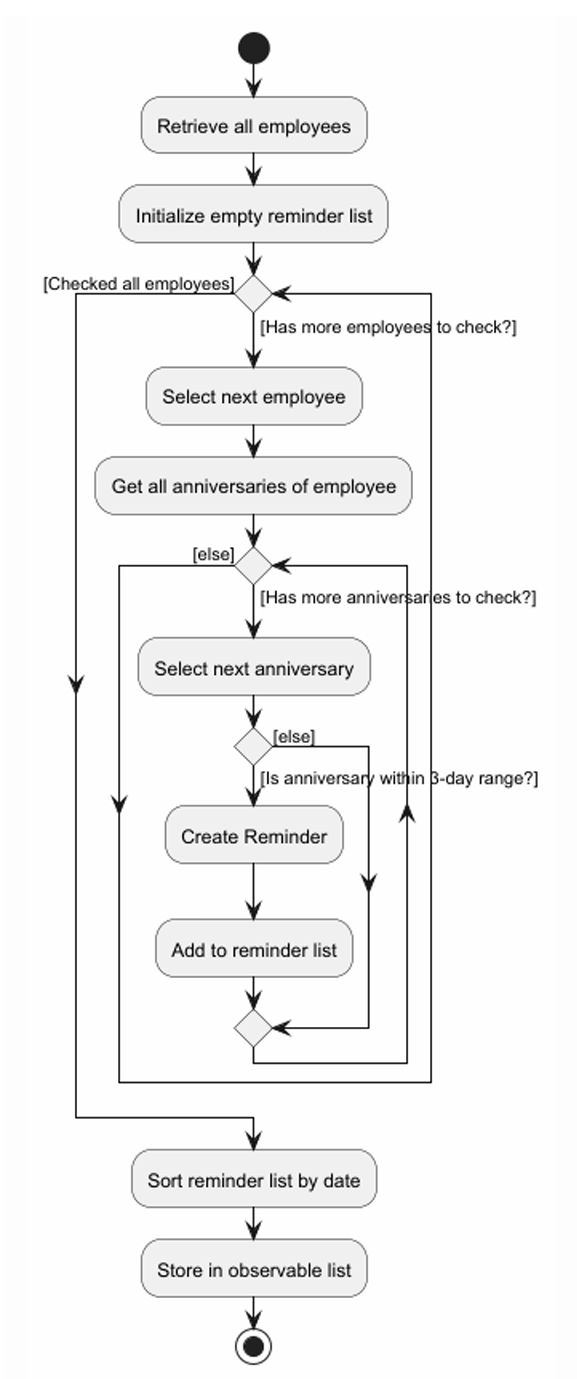 Retrieve all employees
Initialize empty reminder list
[Checked all employees]
[Has more employees to check?]
Select next employee
Get all anniversaries of employee
[else]
[Has more anniversaries to check?]
Select next anniversary
[else]
[Is anniversary within 3-day range?]
Create Reminder
Add to reminder list
Sort reminder list by date
Store in observable list